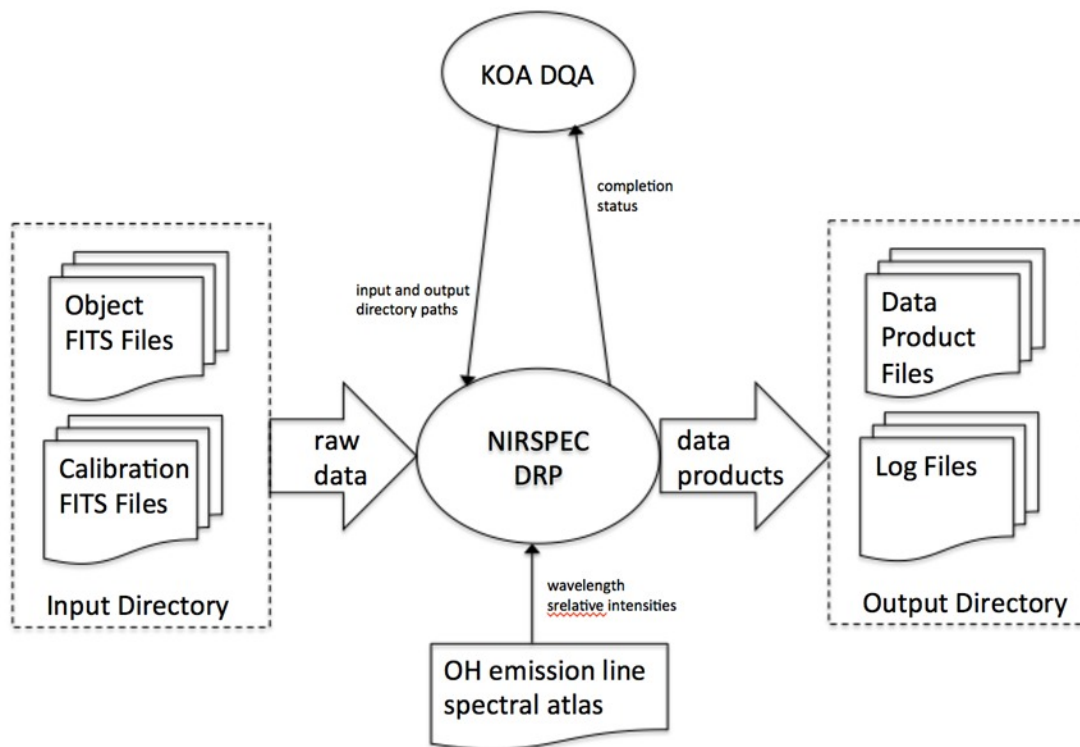 KOA DQA
completion
status
input and output
directory paths
Object
FITS Files
Calibration
FITS Files
Input Directory
raw
data
NIRSPEC
DRP
data
products
Data
Product
Files
Log Files
Output Directory
wavelength
srelative intensities
OH emission line
spectral atlas